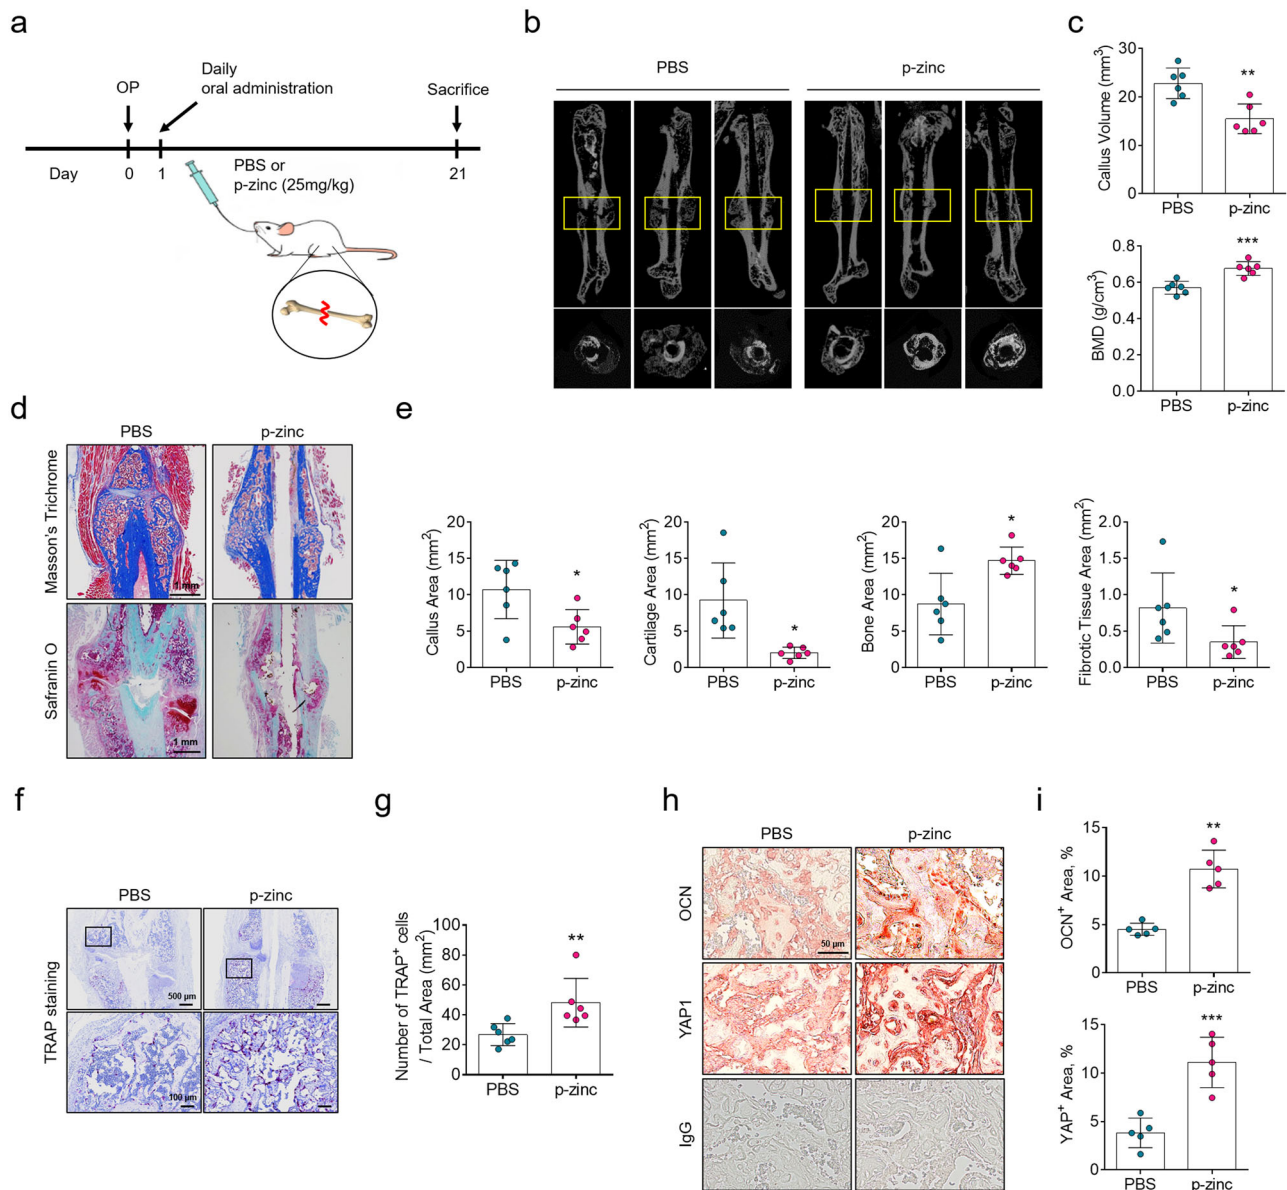 a
OP
Daily
oral administration
Sacrifice
Day
0
1
21
PBS or
p-zinc (25mg/kg)
b
PBS
p-zinc
c
Callus Volume (mm³)
30
20
10
0
**
PBS
p-zinc
BMD (g/cm³)
0.8
0.6
0.4
0.2
0.0
***
PBS
p-zinc
d
PBS
p-zinc
Masson's Trichrome
1 mm
Safranin O
1 mm
e
Callus Area (mm²)
20
15
10
5
0
*
PBS
p-zinc
Cartilage Area (mm²)
20
15
10
5
0
*
PBS
p-zinc
Bone Area (mm²)
20
15
10
5
0
*
PBS
p-zinc
Fibrotic Tissue Area (mm²)
2.0
1.5
1.0
0.5
0.0
*
PBS
p-zinc
f
PBS
p-zinc
TRAP staining
500 µm
100 µm
g
Number of TRAP⁺ cells
/ Total Area (mm²)
100
80
60
40
20
0
**
PBS
p-zinc
h
PBS
p-zinc
OCN
50 µm
YAP1
IgG
i
OCN⁺ Area, %
15
10
5
0
**
PBS
p-zinc
YAP⁺ Area, %
15
10
5
0
***
PBS
p-zinc